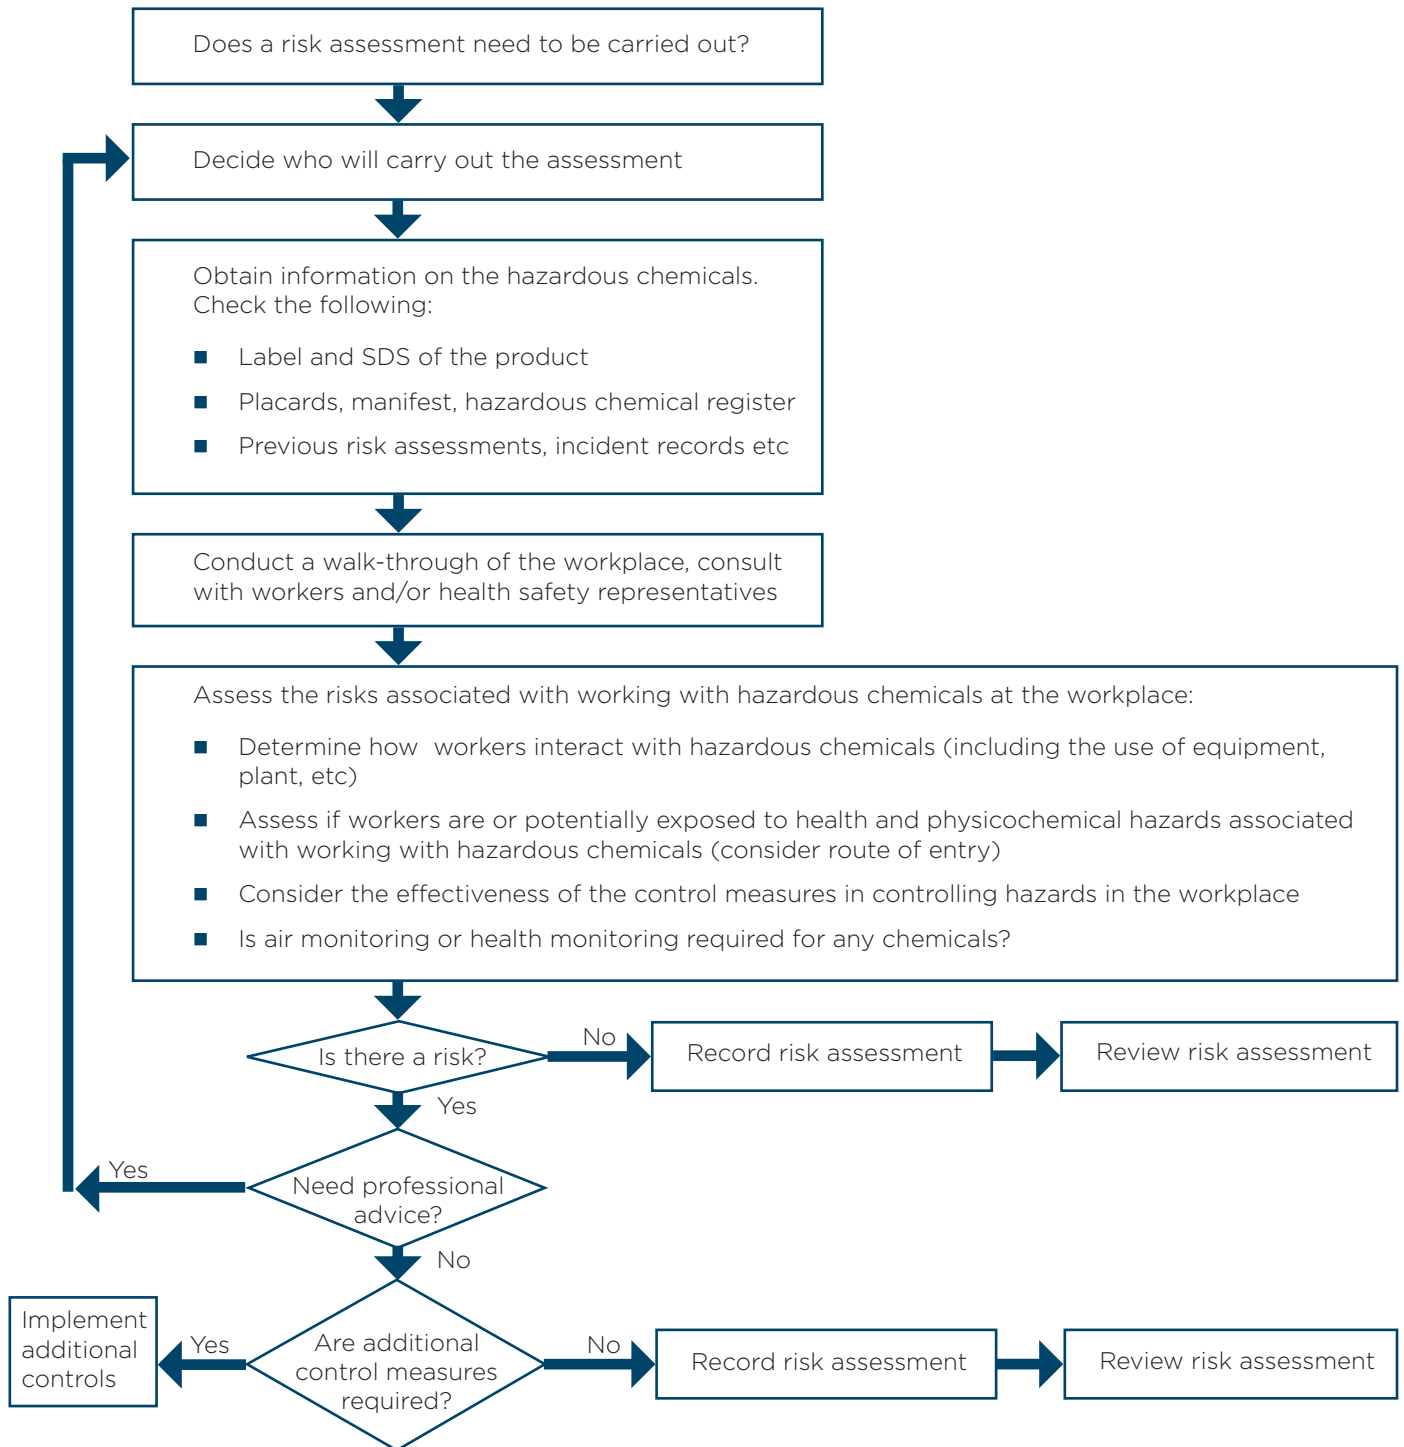 Does a risk assessment need to be carried out?
Decide who will carry out the assessment
Obtain information on the hazardous chemicals.
Check the following:
Label and SDS of the product
Placards, manifest, hazardous chemical register
Previous risk assessments, incident records etc
Conduct a walk-through of the workplace, consult
with workers and/or health safety representatives
Assess the risks associated with working with hazardous chemicals at the workplace:
Determine how workers interact with hazardous chemicals (including the use of equipment,
plant, etc)
Assess if workers are or potentially exposed to health and physicochemical hazards associated
with working with hazardous chemicals (consider route of entry)
Consider the effectiveness of the control measures in controlling hazards in the workplace
Is air monitoring or health monitoring required for any chemicals?
Is there a risk?
No
Record risk assessment
Review risk assessment
Yes
Need professional
advice?
Yes
No
Are additional
control measures
required?
Yes
Implement
additional
controls
No
Record risk assessment
Review risk assessment